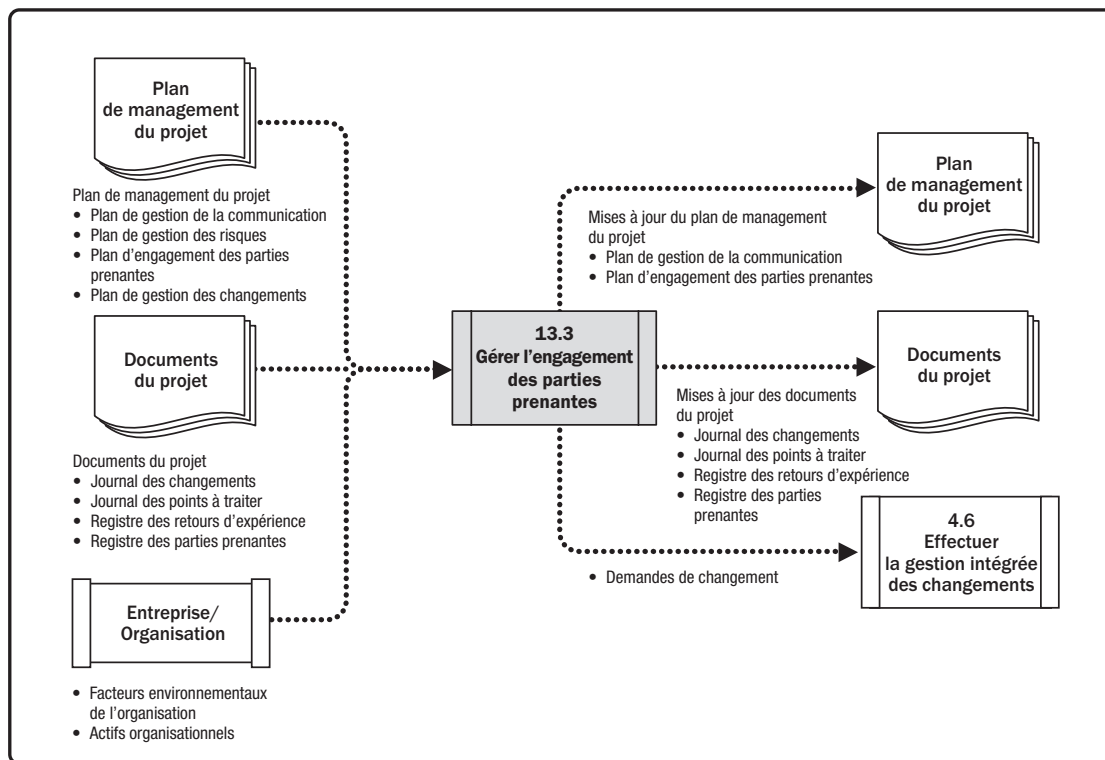 Plan
de management
du projet
Plan de management du projet
• Plan de gestion de la communication
• Plan de gestion des risques
• Plan d’engagement des parties
prenantes
• Plan de gestion des changements
Documents
du projet
Documents du projet
• Journal des changements
• Journal des points à traiter
• Registre des retours d’expérience
• Registre des parties prenantes
Entreprise/
Organisation
• Facteurs environnementaux
de l’organisation
• Actifs organisationnels
13.3
Gérer l’engagement
des parties
prenantes
Mises à jour du plan de management
du projet
• Plan de gestion de la communication
• Plan d’engagement des parties prenantes
Plan
de management
du projet
Mises à jour des documents
du projet
• Journal des changements
• Journal des points à traiter
• Registre des retours d’expérience
• Registre des parties
prenantes
Documents
du projet
• Demandes de changement
4.6
Effectuer
la gestion intégrée
des changements